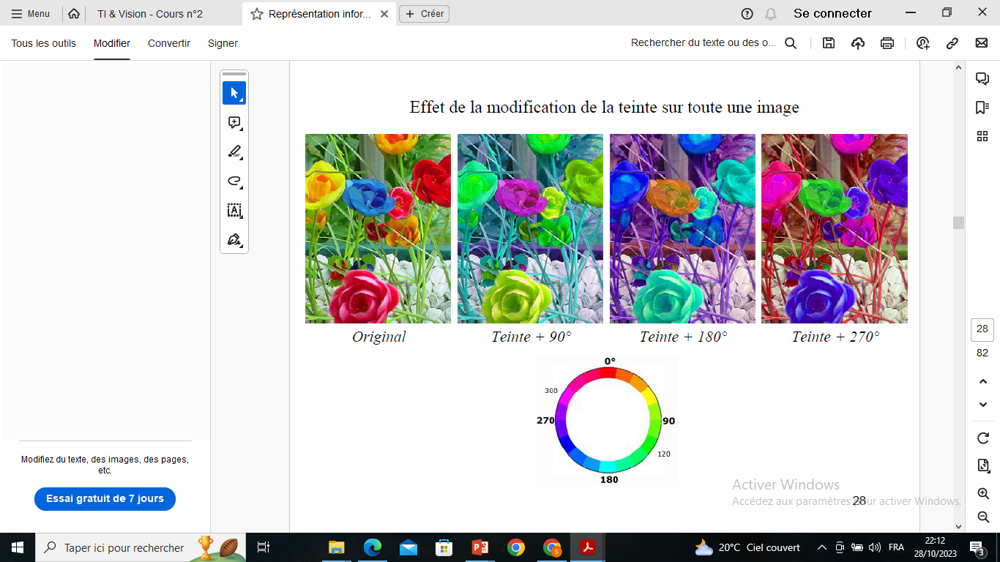 Menu
TI & Vision - Cours n°2
Représentation infor...
Créer
Se connecter
Tous les outils
Modifier
Convertir
Signer
Rechercher du texte ou des o...
Effet de la modification de la teinte sur toute une image
Original
Teinte + 90°
Teinte + 180°
Teinte + 270°
0°
300
270
90
120
180
28
28
82
Modifiez du texte, des images, des pages,
etc.
Essai gratuit de 7 jours
Activer Windows
Accédez aux paramètres pour activer Windows.
Taper ici pour rechercher
20°C Ciel couvert
FRA
22:12
28/10/2023
3